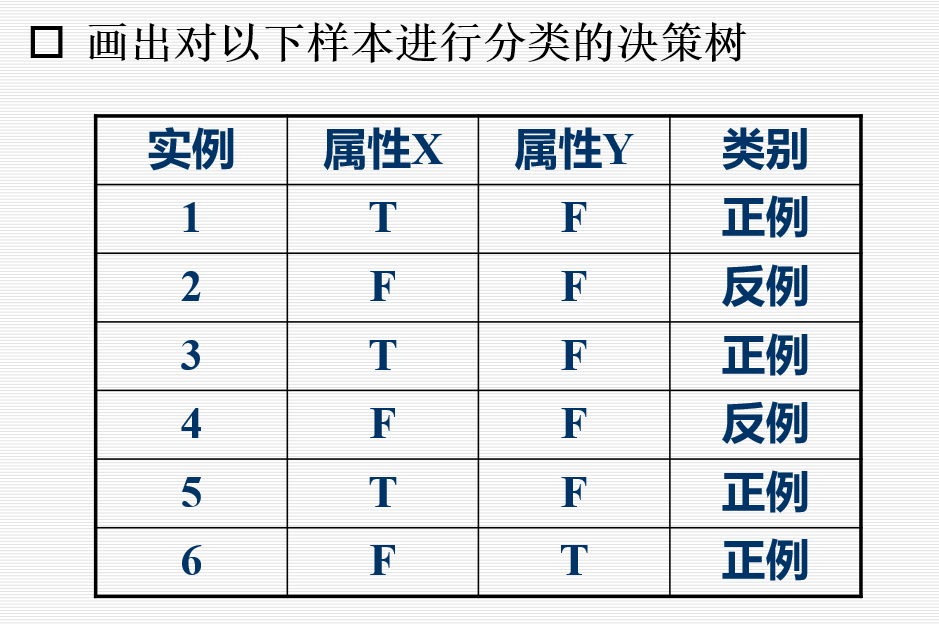 画出对以下样本进行分类的决策树
实例 属性X 属性Y 类别
1 T F 正例
2 F F 反例
3 T F 正例
4 F F 反例
5 T F 正例
6 F T 正例